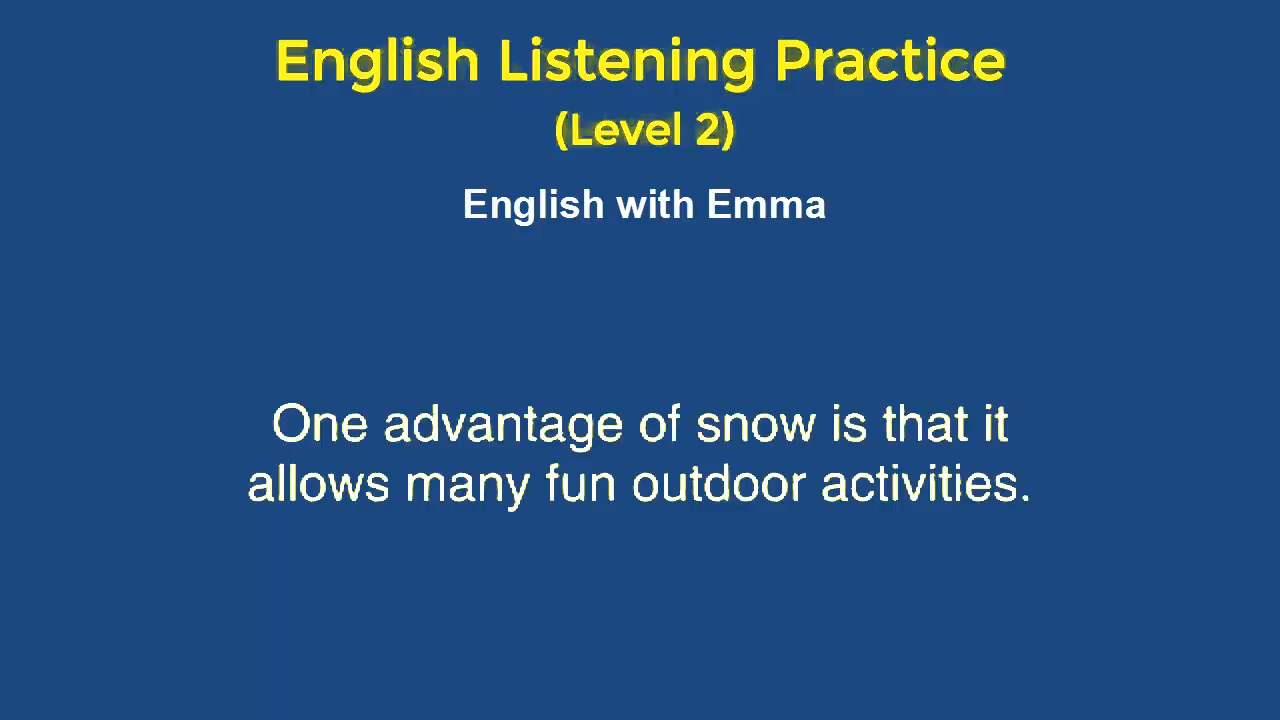 English Listening Practice
(Level 2)
English with Emma
One advantage of snow is that it
allows many fun outdoor activities.